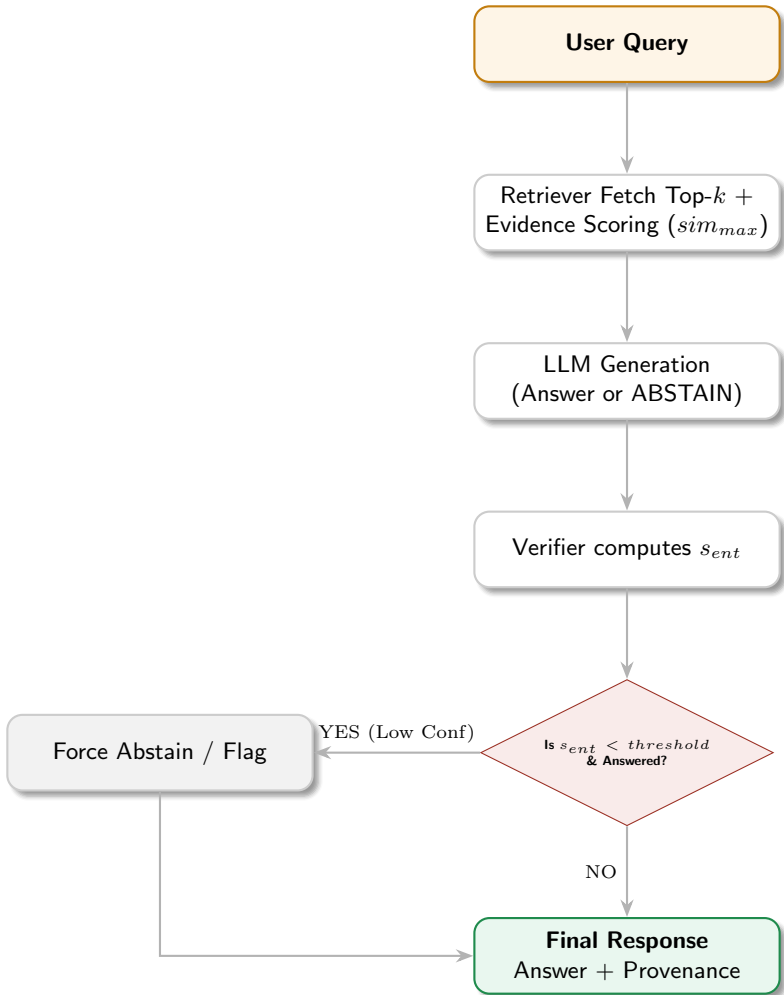 User Query
Retriever Fetch Top-k +
Evidence Scoring (sim_max)
LLM Generation
(Answer or ABSTAIN)
Verifier computes s_ent
Is s_ent < threshold
& Answered?
YES (Low Conf)
Force Abstain / Flag
NO
Final Response
Answer + Provenance